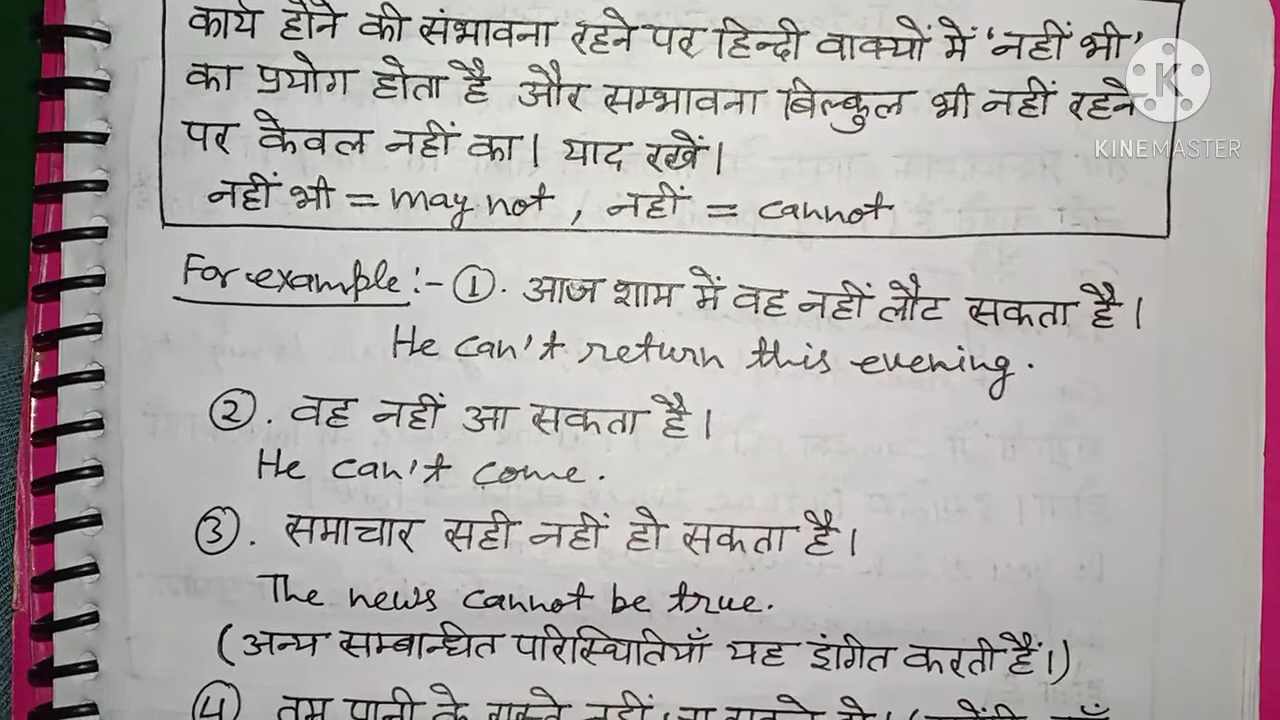 कार्य होने की संभावना रहने पर हिन्दी वाक्यों में 'नहीं भी'
का प्रयोग होता है और सम्भावना बिल्कुल भी नहीं रहने
पर केवल नहीं का। याद रखें।
नहीं भी = may not, नहीं = cannot
For example:- ①. आज शाम में वह नहीं लौट सकता है।
He can't return this evening.
②. वह नहीं आ सकता है।
He can't come.
③. समाचार सही नहीं हो सकता है।
The news cannot be true.
(अन्य सम्बान्धित परिस्थितियाँ यह इंगित करती हैं।)
④ तुम पानी के रास्ते नहीं
K
KINEMASTER